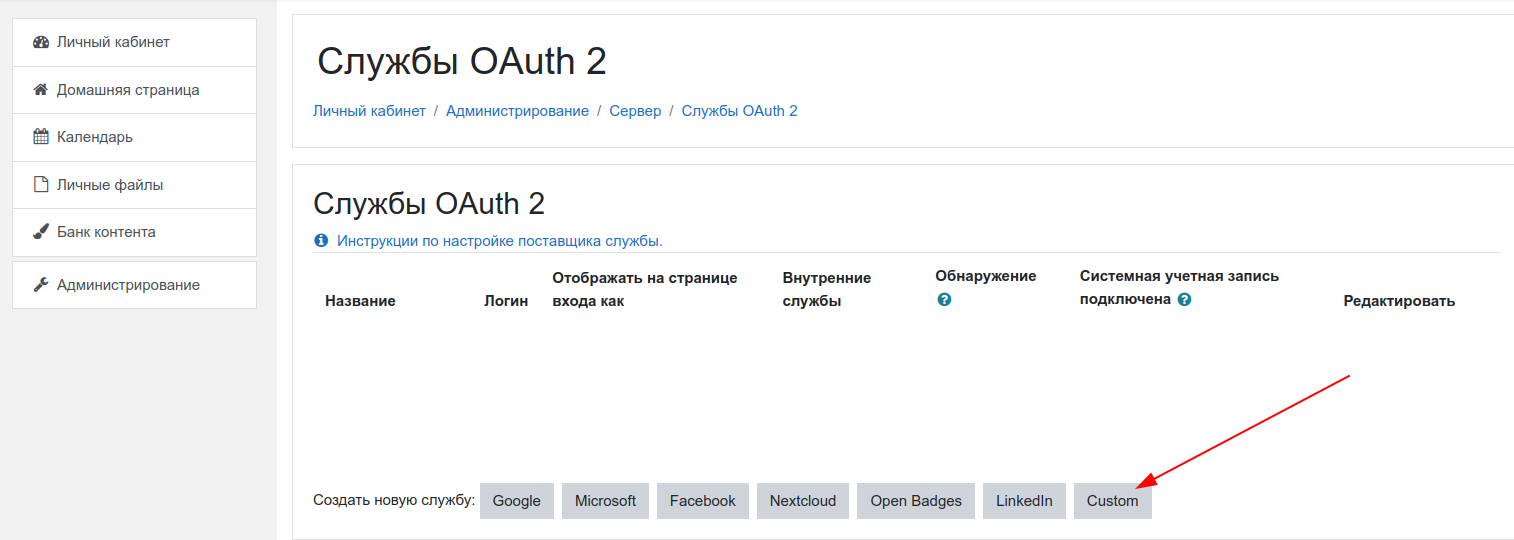 Личный кабинет
Домашняя страница
Календарь
Личные файлы
Банк контента
Администрирование
Службы OAuth 2
Личный кабинет / Администрирование / Сервер / Службы OAuth 2
Службы OAuth 2
Инструкции по настройке поставщика службы.
Название
Логин
Отображать на странице
входа как
Внутренние
службы
Обнаружение
Системная учетная запись
подключена
Редактировать
Создать новую службу: Google Microsoft Facebook Nextcloud Open Badges LinkedIn Custom